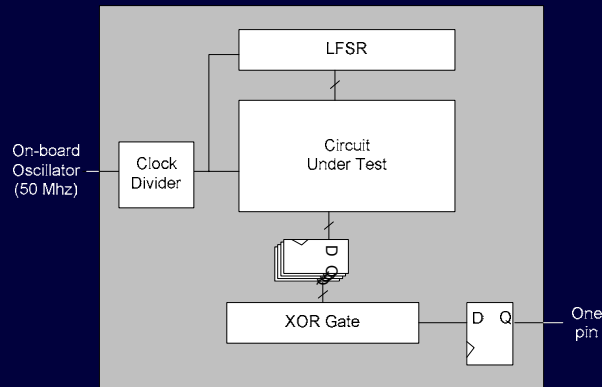 LFSR
On-board
Oscillator
(50 Mhz)
Clock
Divider
Circuit
Under Test
D
Q
XOR Gate
D Q
One
pin